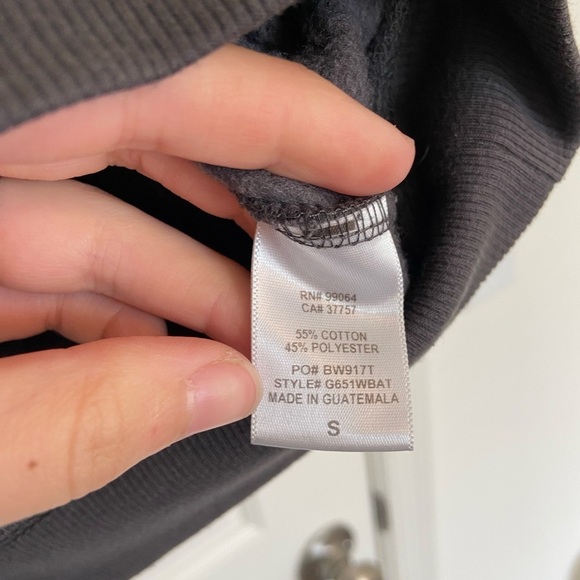 RN# 99064
CA# 37757
55% COTTON
45% POLYESTER
PO# BW917T
STYLE# G651WBAT
MADE IN GUATEMALA
S